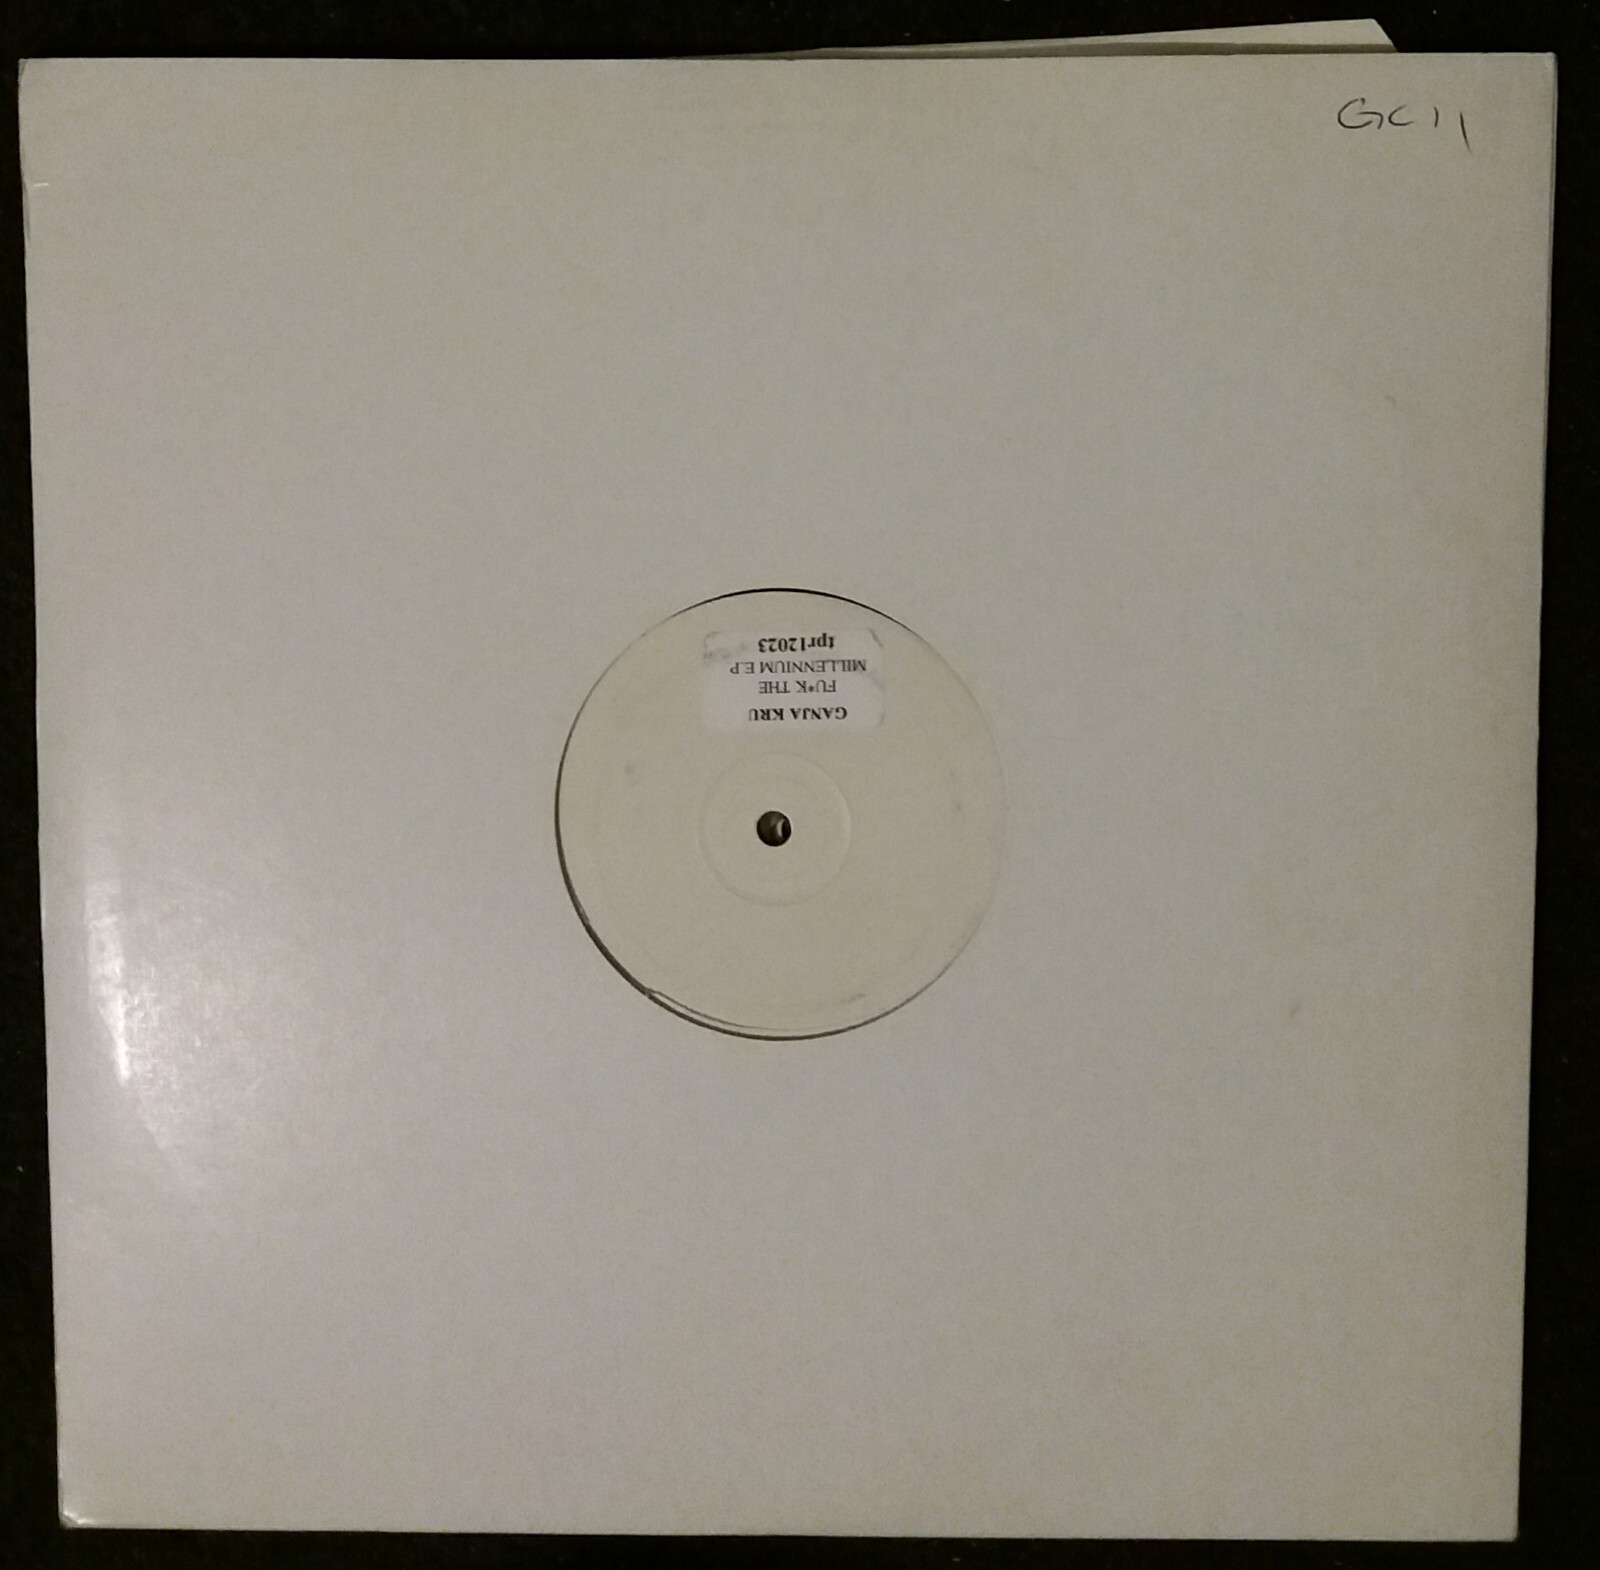 GC11
GANJA KRU
FU*K THE
MILLENNIUM E.P
tpr12023